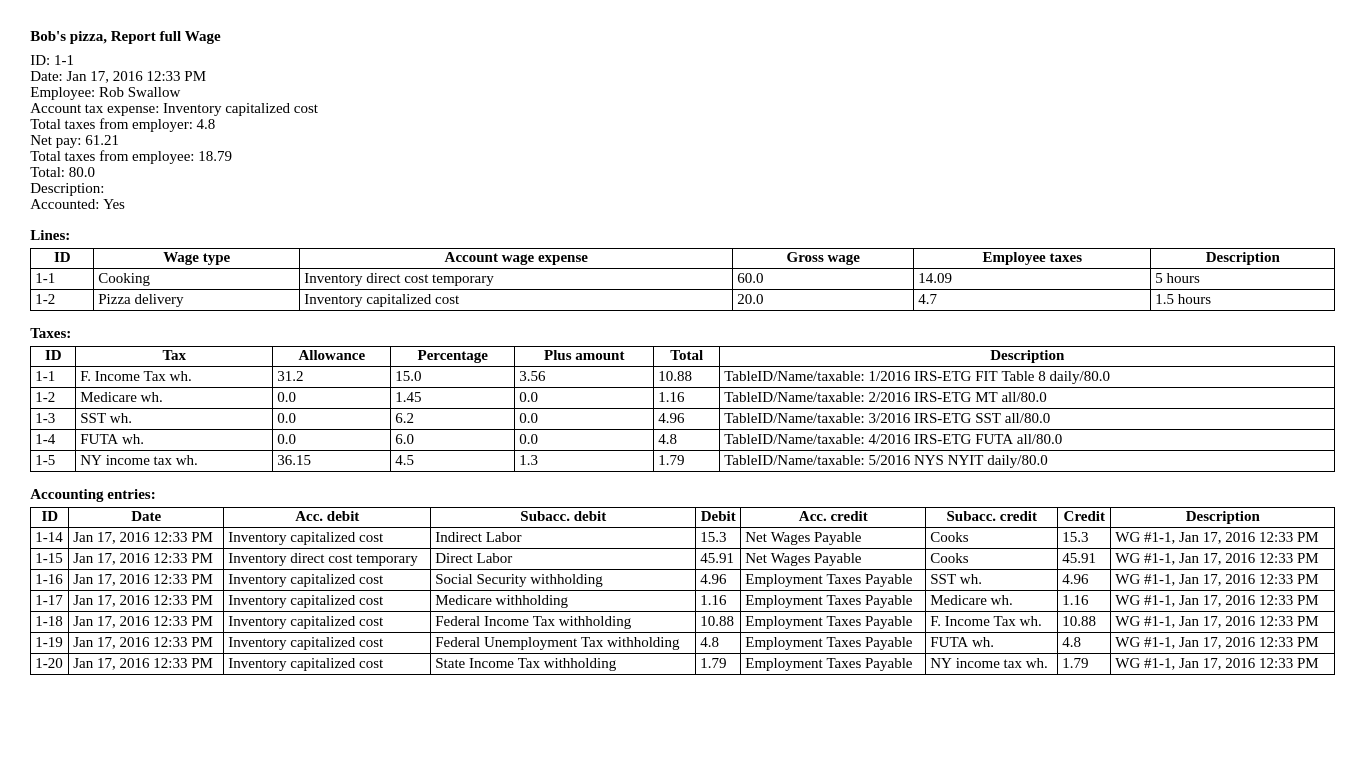 Bob's pizza, Report full Wage
ID: 1-1
Date: Jan 17, 2016 12:33 PM
Employee: Rob Swallow
Account tax expense: Inventory capitalized cost
Total taxes from employer: 4.8
Net pay: 61.21
Total taxes from employee: 18.79
Total: 80.0
Description:
Accounted: Yes
Lines:
ID Wage type Account wage expense Gross wage Employee taxes Description
1-1 Cooking Inventory direct cost temporary 60.0 14.09 5 hours
1-2 Pizza delivery Inventory capitalized cost 20.0 4.7 1.5 hours
Taxes:
ID Tax Allowance Percentage Plus amount Total Description
1-1 F. Income Tax wh. 31.2 15.0 3.56 10.88 TableID/Name/taxable: 1/2016 IRS-ETG FIT Table 8 daily/80.0
1-2 Medicare wh. 0.0 1.45 0.0 1.16 TableID/Name/taxable: 2/2016 IRS-ETG MT all/80.0
1-3 SST wh. 0.0 6.2 0.0 4.96 TableID/Name/taxable: 3/2016 IRS-ETG SST all/80.0
1-4 FUTA wh. 0.0 6.0 0.0 4.8 TableID/Name/taxable: 4/2016 IRS-ETG FUTA all/80.0
1-5 NY income tax wh. 36.15 4.5 1.3 1.79 TableID/Name/taxable: 5/2016 NYS NYIT daily/80.0
Accounting entries:
ID Date Acc. debit Subacc. debit Debit Acc. credit Subacc. credit Credit Description
1-14 Jan 17, 2016 12:33 PM Inventory capitalized cost Indirect Labor 15.3 Net Wages Payable Cooks 15.3 WG #1-1, Jan 17, 2016 12:33 PM
1-15 Jan 17, 2016 12:33 PM Inventory direct cost temporary Direct Labor 45.91 Net Wages Payable Cooks 45.91 WG #1-1, Jan 17, 2016 12:33 PM
1-16 Jan 17, 2016 12:33 PM Inventory capitalized cost Social Security withholding 4.96 Employment Taxes Payable SST wh. 4.96 WG #1-1, Jan 17, 2016 12:33 PM
1-17 Jan 17, 2016 12:33 PM Inventory capitalized cost Medicare withholding 1.16 Employment Taxes Payable Medicare wh. 1.16 WG #1-1, Jan 17, 2016 12:33 PM
1-18 Jan 17, 2016 12:33 PM Inventory capitalized cost Federal Income Tax withholding 10.88 Employment Taxes Payable F. Income Tax wh. 10.88 WG #1-1, Jan 17, 2016 12:33 PM
1-19 Jan 17, 2016 12:33 PM Inventory capitalized cost Federal Unemployment Tax withholding 4.8 Employment Taxes Payable FUTA wh. 4.8 WG #1-1, Jan 17, 2016 12:33 PM
1-20 Jan 17, 2016 12:33 PM Inventory capitalized cost State Income Tax withholding 1.79 Employment Taxes Payable NY income tax wh. 1.79 WG #1-1, Jan 17, 2016 12:33 PM